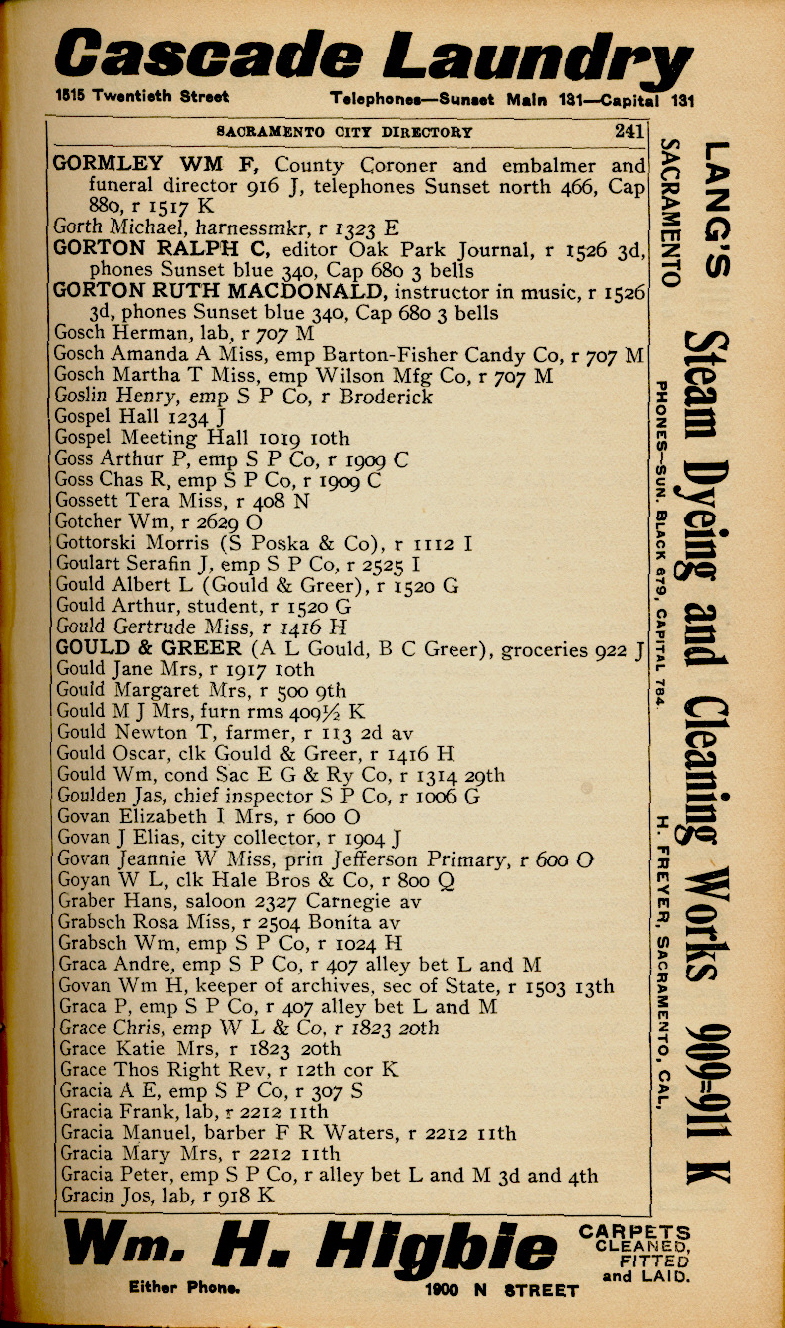 Cascade Laundry
1515 Twentieth Street Telephones—Sunset Main 131—Capital 131
SACRAMENTO CITY DIRECTORY 241
GORMLEY WM F, County Coroner and embalmer and
funeral director 916 J, telephones Sunset north 466, Cap
880, r 1517 K
Gorth Michael, harnessmkr, r 1323 E
GORTON RALPH C, editor Oak Park Journal, r 1526 3d,
phones Sunset blue 340, Cap 680 3 bells
GORTON RUTH MACDONALD, instructor in music, r 1526
3d, phones Sunset blue 340, Cap 680 3 bells
Gosch Herman, lab, r 707 M
Gosch Amanda A Miss, emp Barton-Fisher Candy Co, r 707 M
Gosch Martha T Miss, emp Wilson Mfg Co, r 707 M
Goslin Henry, emp S P Co, r Broderick
Gospel Hall 1234 J
Gospel Meeting Hall 1019 10th
Goss Arthur P, emp S P Co, r 1909 C
Goss Chas R, emp S P Co, r 1909 C
Gossett Tera Miss, r 408 N
Gotcher Wm, r 2629 O
Gottorski Morris (S Poska & Co), r 1112 I
Goulart Serafin J, emp S P Co, r 2525 I
Gould Albert L (Gould & Greer), r 1520 G
Gould Arthur, student, r 1520 G
Gould Gertrude Miss, r 1416 H
GOULD & GREER (A L Gould, B C Greer), groceries 922 J
Gould Jane Mrs, r 1917 10th
Gould Margaret Mrs, r 500 9th
Gould M J Mrs, furn rms 409½ K
Gould Newton T, farmer, r 113 2d av
Gould Oscar, clk Gould & Greer, r 1416 H
Gould Wm, cond Sac E G & Ry Co, r 1314 29th
Goulden Jas, chief inspector S P Co, r 1006 G
Govan Elizabeth I Mrs, r 600 O
Govan J Elias, city collector, r 1904 J
Govan Jeannie W Miss, prin Jefferson Primary, r 600 O
Goyan W L, clk Hale Bros & Co, r 800 Q
Graber Hans, saloon 2327 Carnegie av
Grabsch Rosa Miss, r 2504 Bonita av
Grabsch Wm, emp S P Co, r 1024 H
Graca Andre, emp S P Co, r 407 alley bet L and M
Govan Wm H, keeper of archives, sec of State, r 1503 13th
Graca P, emp S P Co, r 407 alley bet L and M
Grace Chris, emp W L & Co, r 1823 20th
Grace Katie Mrs, r 1823 20th
Grace Thos Right Rev, r 12th cor K
Gracia A E, emp S P Co, r 307 S
Gracia Frank, lab, r 2212 11th
Gracia Manuel, barber F R Waters, r 2212 11th
Gracia Mary Mrs, r 2212 11th
Gracia Peter, emp S P Co, r alley bet L and M 3d and 4th
Gracin Jos, lab, r 918 K
LANG'S Steam Dyeing and Cleaning Works 909=911 K
SACRAMENTO PHONES—SUN. BLACK 679, CAPITAL 784. H. FREYER, SACRAMENTO, CAL,
Wm. H. Higbie
CARPETS
CLEANED,
FITTED
and LAID.
Either Phone. 1900 N STREET